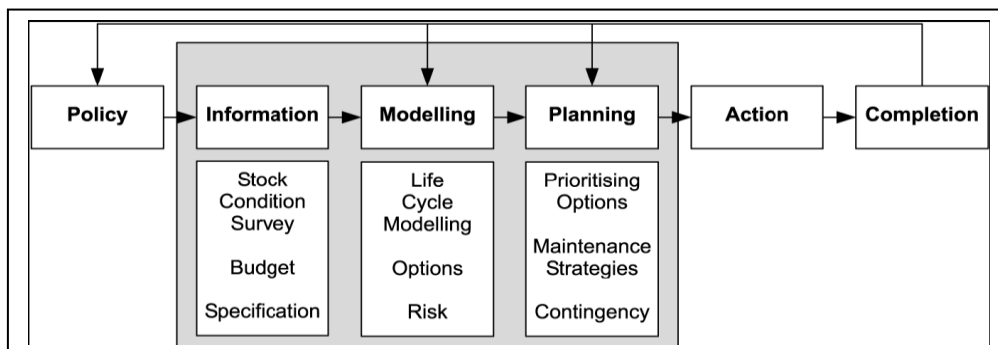 Policy
Information
Modelling
Planning
Action
Completion
Stock
Condition
Survey
Budget
Specification
Life
Cycle
Modelling
Options
Risk
Prioritising
Options
Maintenance
Strategies
Contingency